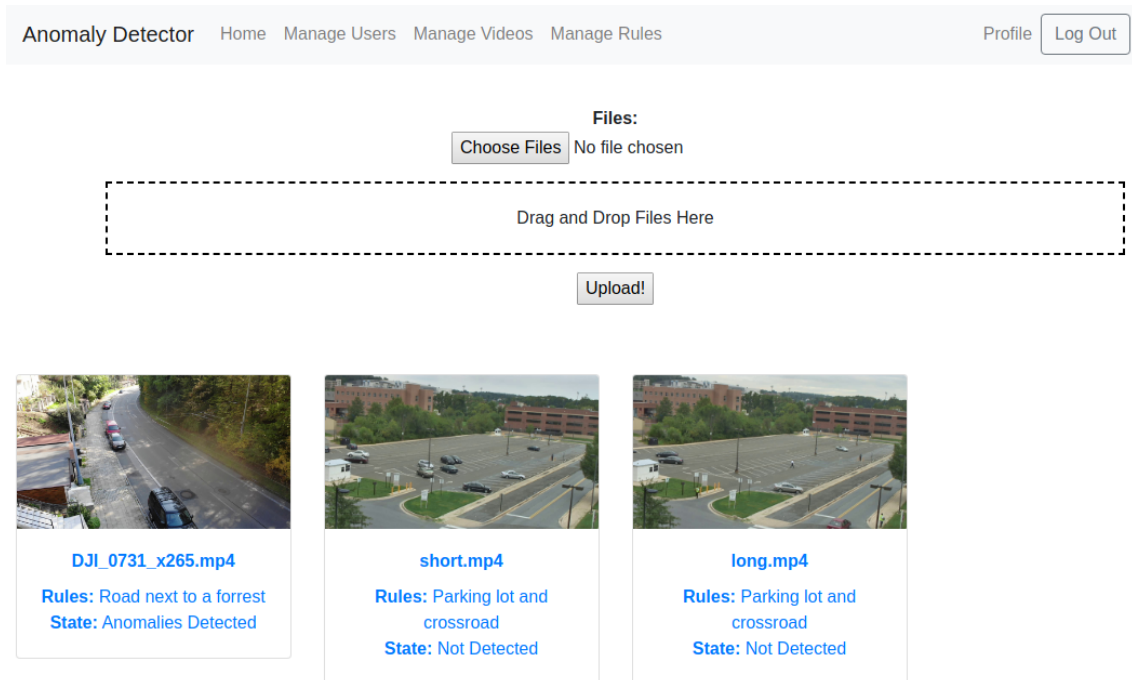 Anomaly Detector Home Manage Users Manage Videos Manage Rules Profile Log Out
Files:
Choose Files No file chosen
Drag and Drop Files Here
Upload!
DJI_0731_x265.mp4
Rules: Road next to a forrest
State: Anomalies Detected
short.mp4
Rules: Parking lot and
crossroad
State: Not Detected
long.mp4
Rules: Parking lot and
crossroad
State: Not Detected